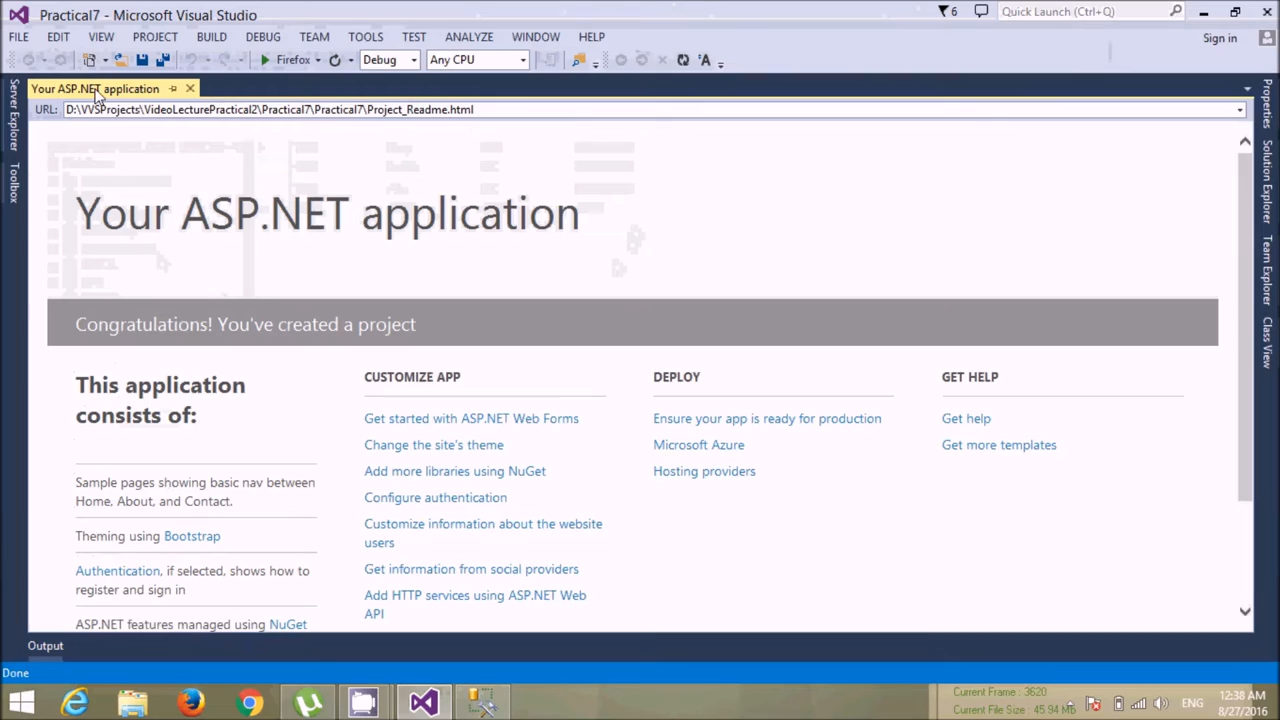 Practical7 - Microsoft Visual Studio
6
Quick Launch (Ctrl+Q)
FILE EDIT VIEW PROJECT BUILD DEBUG TEAM TOOLS TEST ANALYZE WINDOW HELP
Sign in
Firefox Debug Any CPU
Server Explorer
Toolbox
Your ASP.NET application
URL: D:\VVSProjects\VideoLecturePractical2\Practical7\Practical7\Project_Readme.html
Your ASP.NET application
Congratulations! You've created a project
This application
consists of:
Sample pages showing basic nav between
Home, About, and Contact.
Theming using Bootstrap
Authentication, if selected, shows how to
register and sign in
ASP.NET features managed using NuGet
CUSTOMIZE APP
Get started with ASP.NET Web Forms
Change the site's theme
Add more libraries using NuGet
Configure authentication
Customize information about the website
users
Get information from social providers
Add HTTP services using ASP.NET Web
API
DEPLOY
Ensure your app is ready for production
Microsoft Azure
Hosting providers
GET HELP
Get help
Get more templates
Properties
Solution Explorer
Team Explorer
Class View
Output
Done
Current Frame : 3620
Current File Size : 45.94 Mb
ENG
12:38 AM
8/27/2016